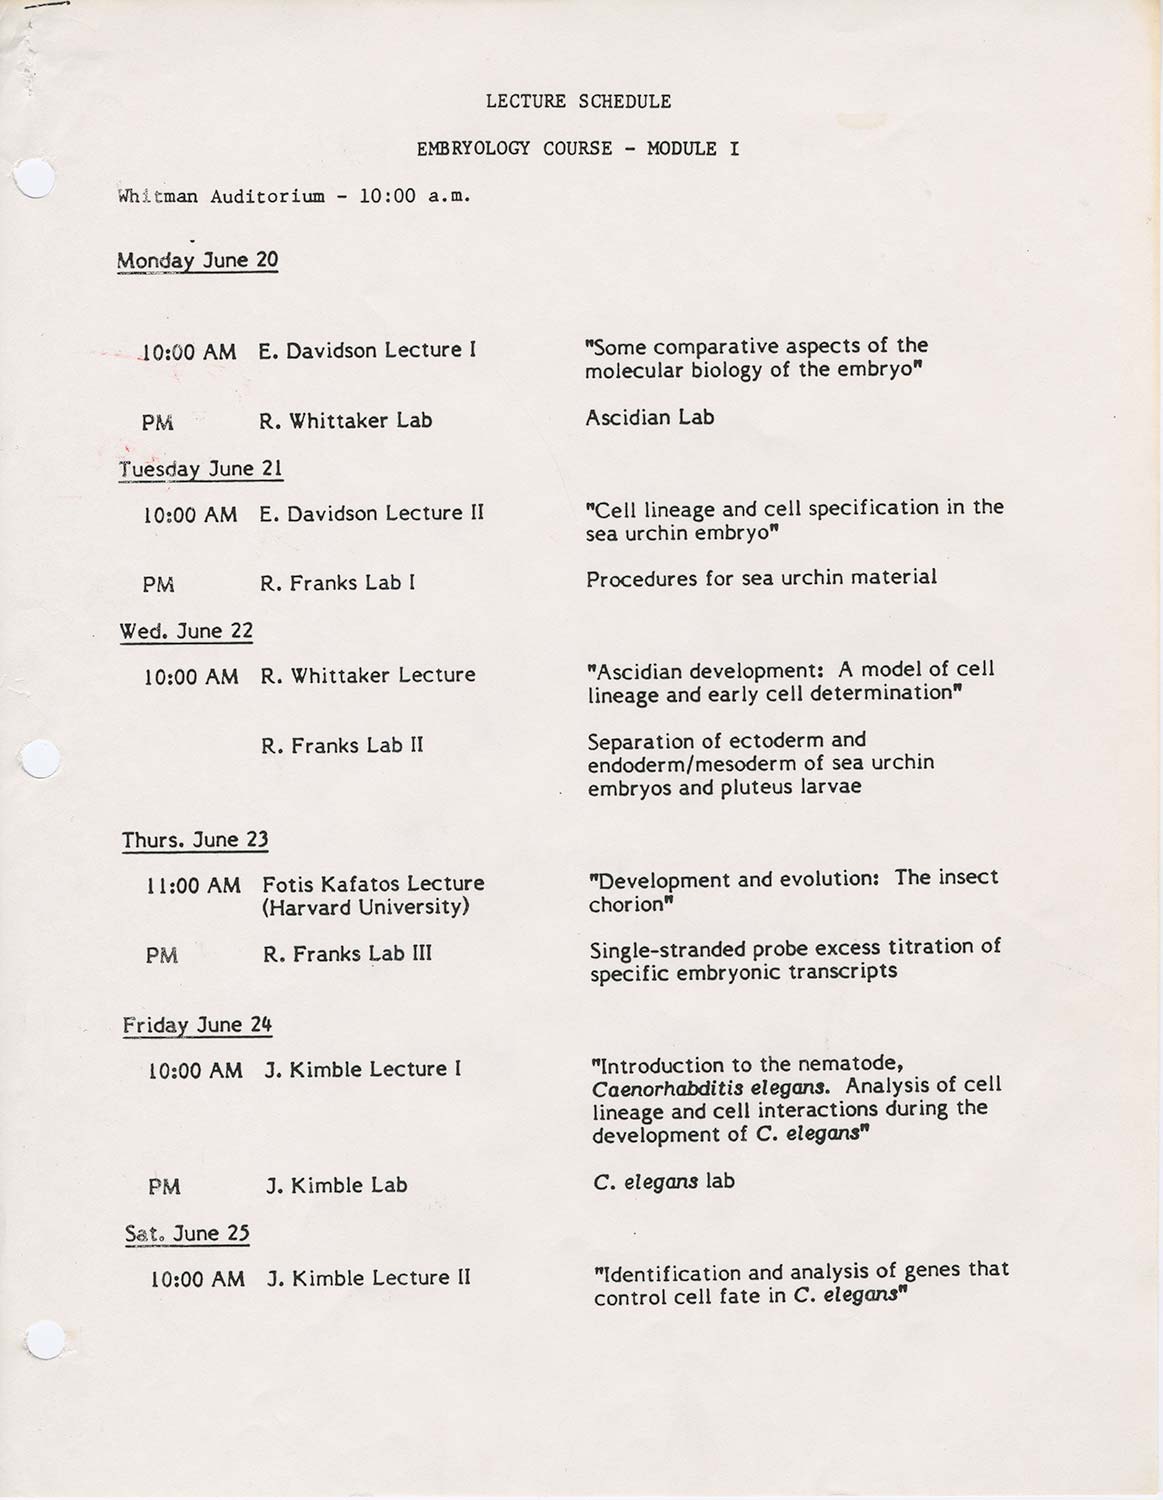 LECTURE SCHEDULE
EMBRYOLOGY COURSE - MODULE I
Whitman Auditorium - 10:00 a.m.
Monday June 20
10:00 AM E. Davidson Lecture I "Some comparative aspects of the
molecular biology of the embryo"
PM R. Whittaker Lab Ascidian Lab
Tuesday June 21
10:00 AM E. Davidson Lecture II "Cell lineage and cell specification in the
sea urchin embryo"
PM R. Franks Lab I Procedures for sea urchin material
Wed. June 22
10:00 AM R. Whittaker Lecture "Ascidian development: A model of cell
lineage and early cell determination"
R. Franks Lab II Separation of ectoderm and
endoderm/mesoderm of sea urchin
embryos and pluteus larvae
Thurs. June 23
11:00 AM Fotis Kafatos Lecture "Development and evolution: The insect
(Harvard University) chorion"
PM R. Franks Lab III Single-stranded probe excess titration of
specific embryonic transcripts
Friday June 24
10:00 AM J. Kimble Lecture I "Introduction to the nematode,
Caenorhabditis elegans. Analysis of cell
lineage and cell interactions during the
development of C. elegans"
PM J. Kimble Lab C. elegans lab
Sat. June 25
10:00 AM J. Kimble Lecture II "Identification and analysis of genes that
control cell fate in C. elegans"